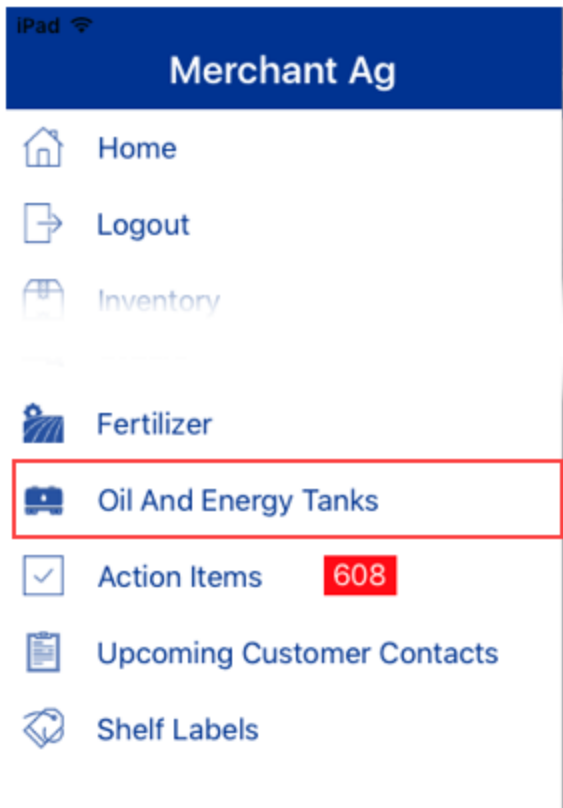 iPad
Merchant Ag
Home
Logout
Inventory
Fertilizer
Oil And Energy Tanks
Action Items 608
Upcoming Customer Contacts
Shelf Labels